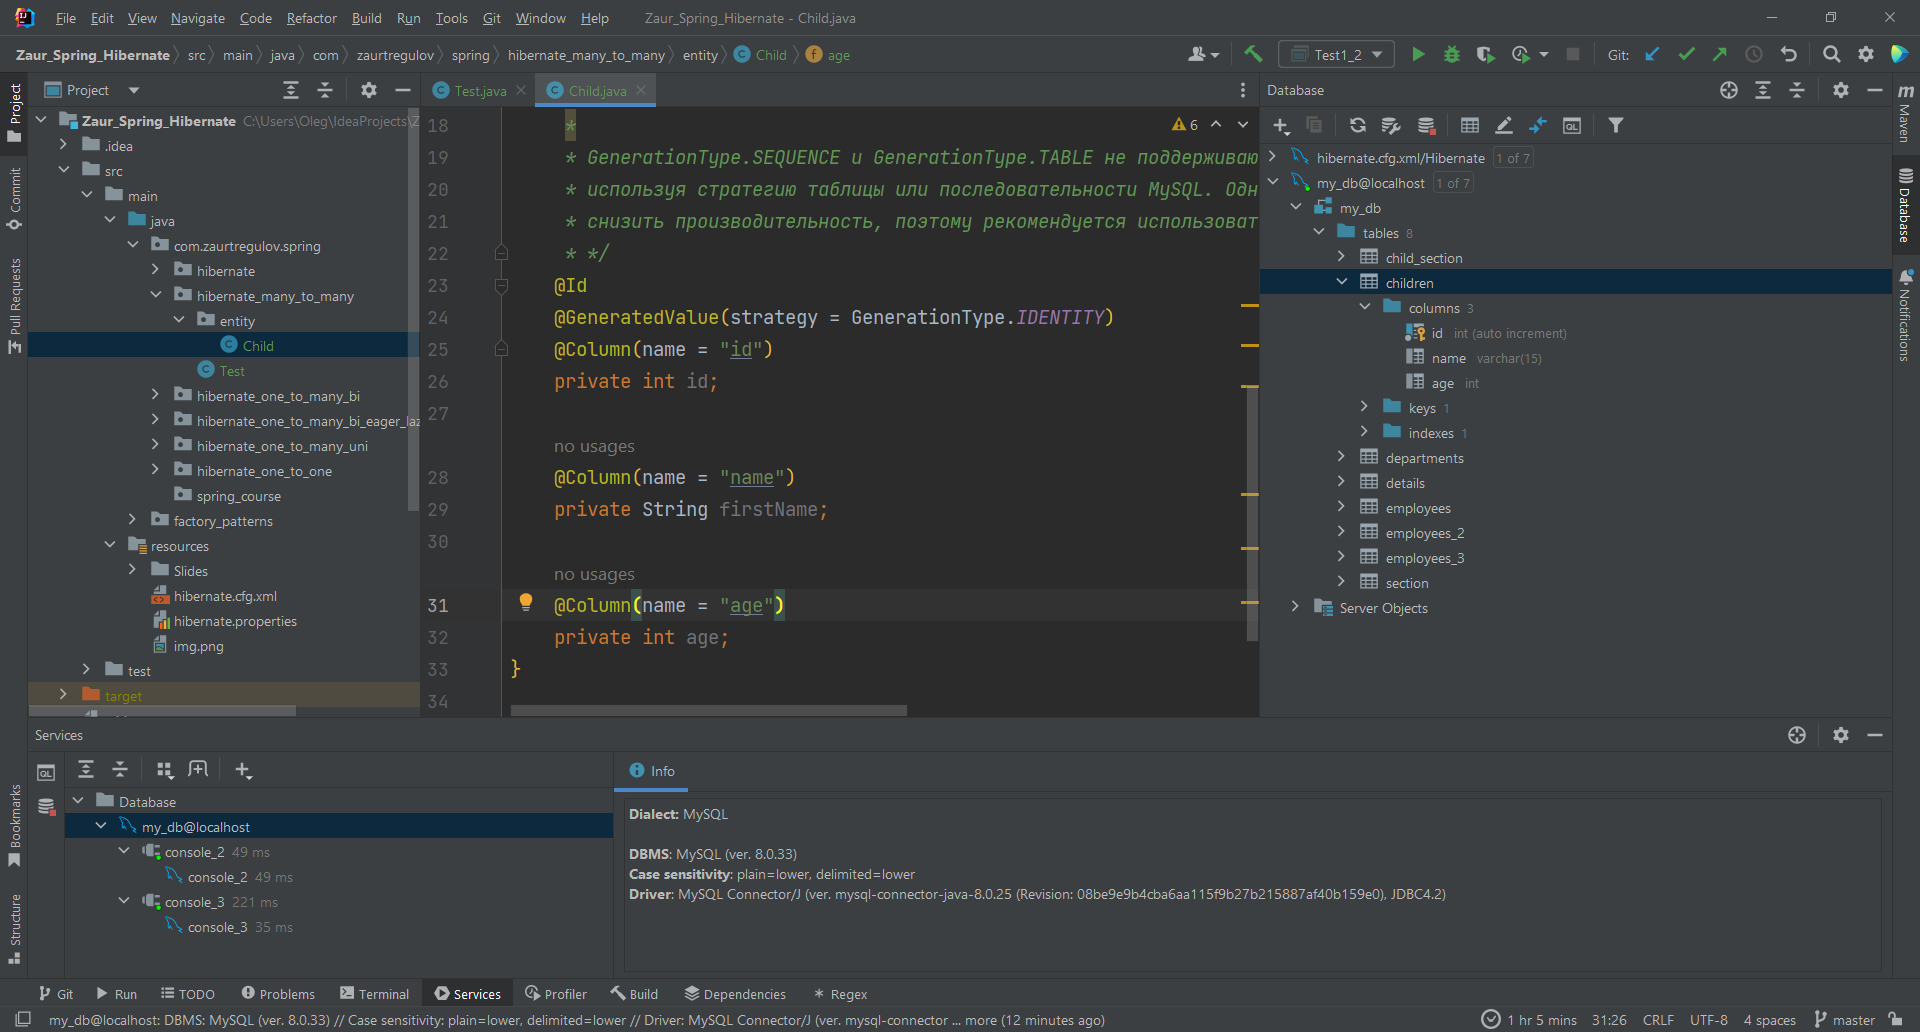 File Edit View Navigate Code Refactor Build Run Tools Git Window Help Zaur_Spring_Hibernate - Child.java
Zaur_Spring_Hibernate src main java com zaurtregulov spring hibernate_many_to_many entity Child age Test1_2 Git:
Project
Zaur_Spring_Hibernate C:\Users\Oleg\IdeaProjects\
.idea
src
main
java
com.zaurtregulov.spring
hibernate
hibernate_many_to_many
entity
Child
Test
hibernate_one_to_many_bi
hibernate_one_to_many_bi_eager_laz
hibernate_one_to_many_uni
hibernate_one_to_one
spring_course
factory_patterns
resources
Slides
hibernate.cfg.xml
hibernate.properties
img.png
test
target
Project
Commit
Pull Requests
Bookmarks
Structure
Test.java Child.java
6
18 *
19 * GenerationType.SEQUENCE и GenerationType.TABLE не поддерживаю
20 * используя стратегию таблицы или последовательности MySQL. Одн
21 * снизить производительность, поэтому рекомендуется использоват
22 * */
23 @Id
24 @GeneratedValue(strategy = GenerationType.IDENTITY)
25 @Column(name = "id")
26 private int id;
27
no usages
28 @Column(name = "name")
29 private String firstName;
30
no usages
31 @Column(name = "age")
32 private int age;
33 }
34
Database
hibernate.cfg.xml/Hibernate 1 of 7
my_db@localhost 1 of 7
my_db
tables 8
child_section
children
columns 3
id int (auto increment)
name varchar(15)
age int
keys 1
indexes 1
departments
details
employees
employees_2
employees_3
section
Server Objects
m Maven
Database
Notifications
Services
Database
my_db@localhost
console_2 49 ms
console_2 49 ms
console_3 221 ms
console_3 35 ms
Info
Dialect: MySQL
DBMS: MySQL (ver. 8.0.33)
Case sensitivity: plain=lower, delimited=lower
Driver: MySQL Connector/J (ver. mysql-connector-java-8.0.25 (Revision: 08be9e9b4cba6aa115f9b27b215887af40b159e0), JDBC4.2)
Git Run TODO Problems Terminal Services Profiler Build Dependencies Regex
my_db@localhost: DBMS: MySQL (ver. 8.0.33) // Case sensitivity: plain=lower, delimited=lower // Driver: MySQL Connector/J (ver. mysql-connector ... more (12 minutes ago) 1 hr 5 mins 31:26 CRLF UTF-8 4 spaces master